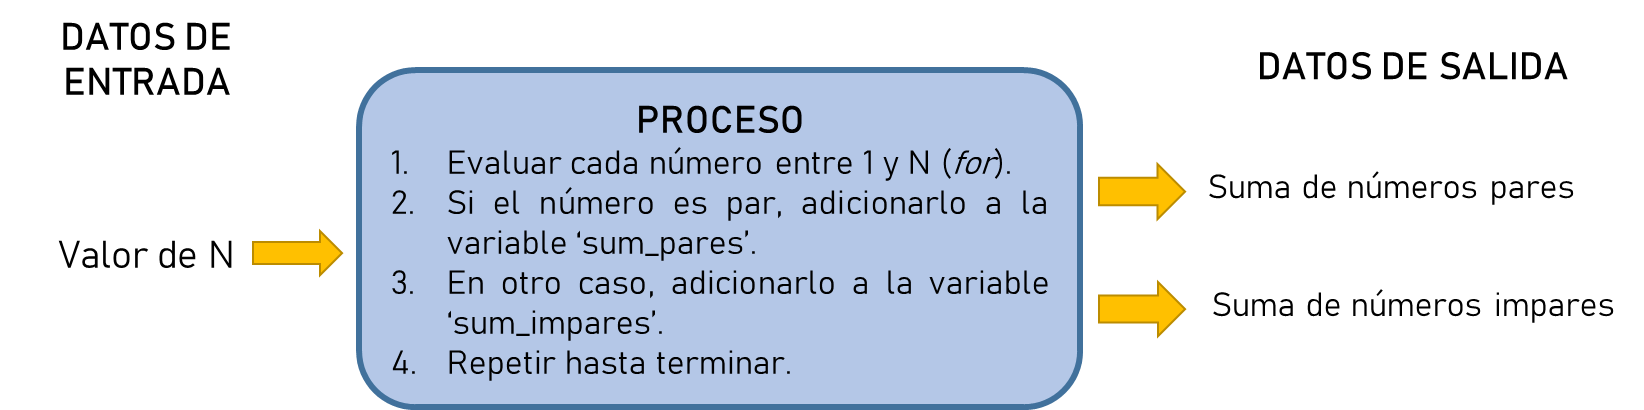 DATOS DE
ENTRADA
Valor de N
PROCESO
1. Evaluar cada número entre 1 y N (for).
2. Si el número es par, adicionarlo a la
variable ‘sum_pares’.
3. En otro caso, adicionarlo a la variable
‘sum_impares’.
4. Repetir hasta terminar.
DATOS DE SALIDA
Suma de números pares
Suma de números impares